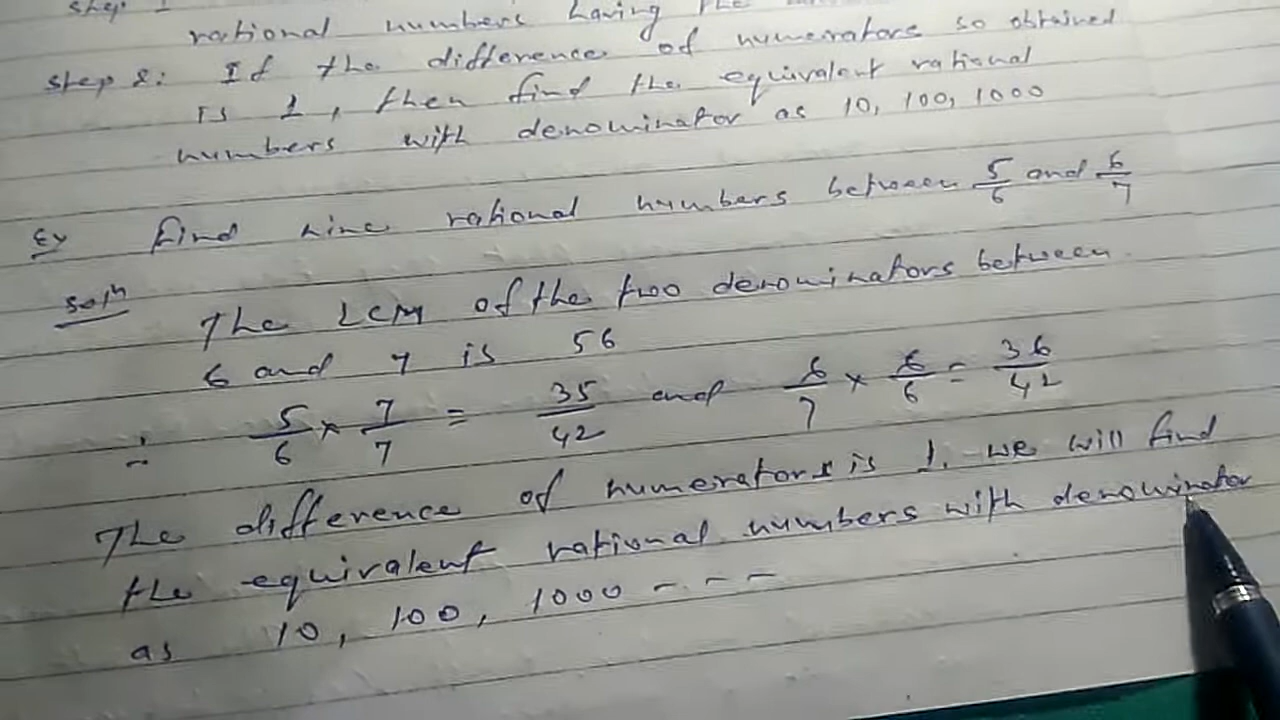 step
rational numbers having the
step 2: If the difference of numerators so obtained
is 1, then find the equivalent rational
numbers with denominator as 10, 100, 1000
Ex Find nine rational numbers between 5/6 and 6/7
Soln The LCM of the two denominators between
6 and 7 is 56
∴ 5/6 × 7/7 = 35/42 and 6/7 × 6/6 = 36/42
The difference of numerators is 1. we will find
the equivalent rational numbers with denominator
as 10, 100, 1000 - - -